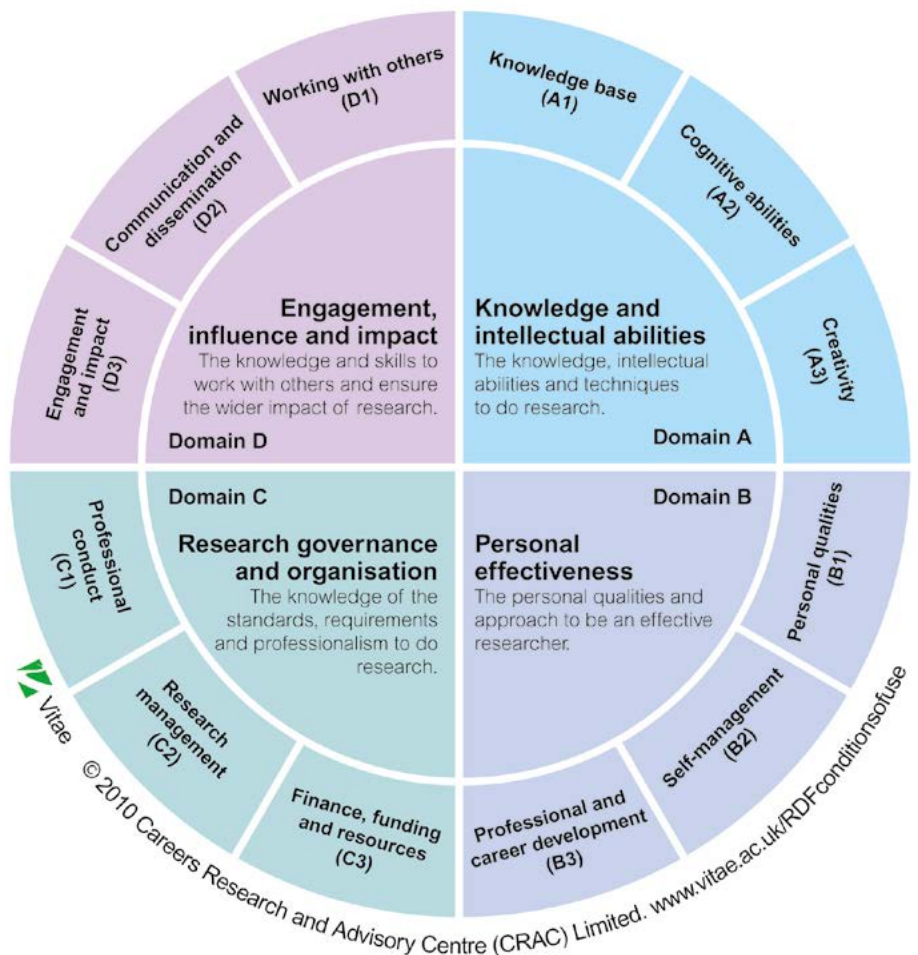 Working with others
(D1)
Knowledge base
(A1)
Communication and
dissemination
(D2)
Cognitive abilities
(A2)
Engagement
and impact
(D3)
Creativity
(A3)
Engagement,
influence and impact
The knowledge and skills to
work with others and ensure
the wider impact of research.
Domain D
Knowledge and
intellectual abilities
The knowledge, intellectual
abilities and techniques
to do research.
Domain A
Domain C
Research governance
and organisation
The knowledge of the
standards, requirements
and professionalism to do
research.
Domain B
Personal
effectiveness
The personal qualities and
approach to be an effective
researcher.
Professional
conduct
(C1)
Personal qualities
(B1)
Research
management
(C2)
Self-management
(B2)
Finance, funding
and resources
(C3)
Professional and
career development
(B3)
Vitae © 2010 Careers Research and Advisory Centre (CRAC) Limited. www.vitae.ac.uk/RDFconditionsofuse